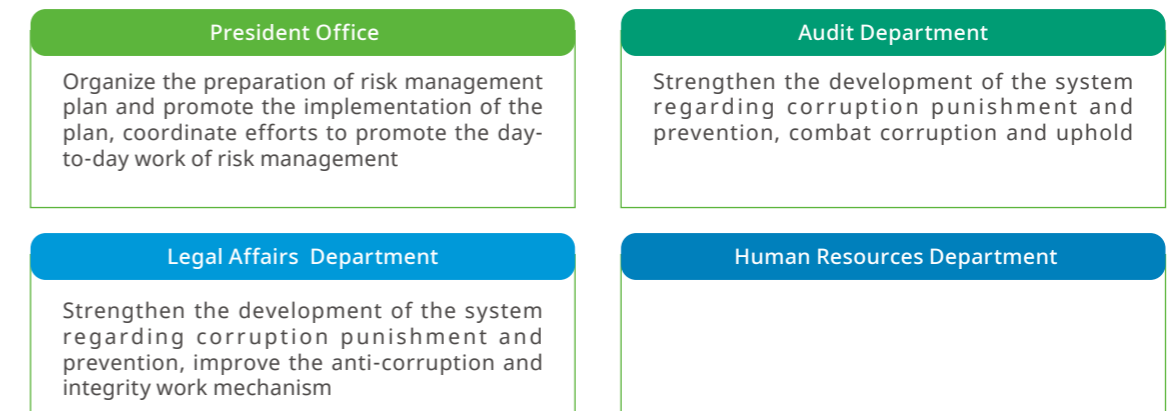 President Office
Organize the preparation of risk management
plan and promote the implementation of the
plan, coordinate efforts to promote the day-
to-day work of risk management
Audit Department
Strengthen the development of the system
regarding corruption punishment and
prevention, combat corruption and uphold
Legal Affairs Department
Strengthen the development of the system
regarding corruption punishment and
prevention, improve the anti-corruption and
integrity work mechanism
Human Resources Department